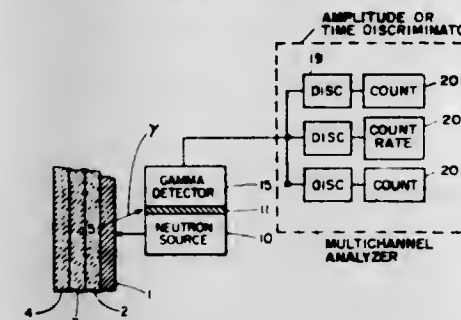 AMPLITUDE OR
TIME DISCRIMINATO
19
DISC
COUNT
20
DISC
COUNT
RATE
20
DISC
COUNT
20
MULTICHANNEL
ANALYZER
γ
GAMMA
DETECTOR
15
11
NEUTRON
SOURCE
10
5
4
2
1